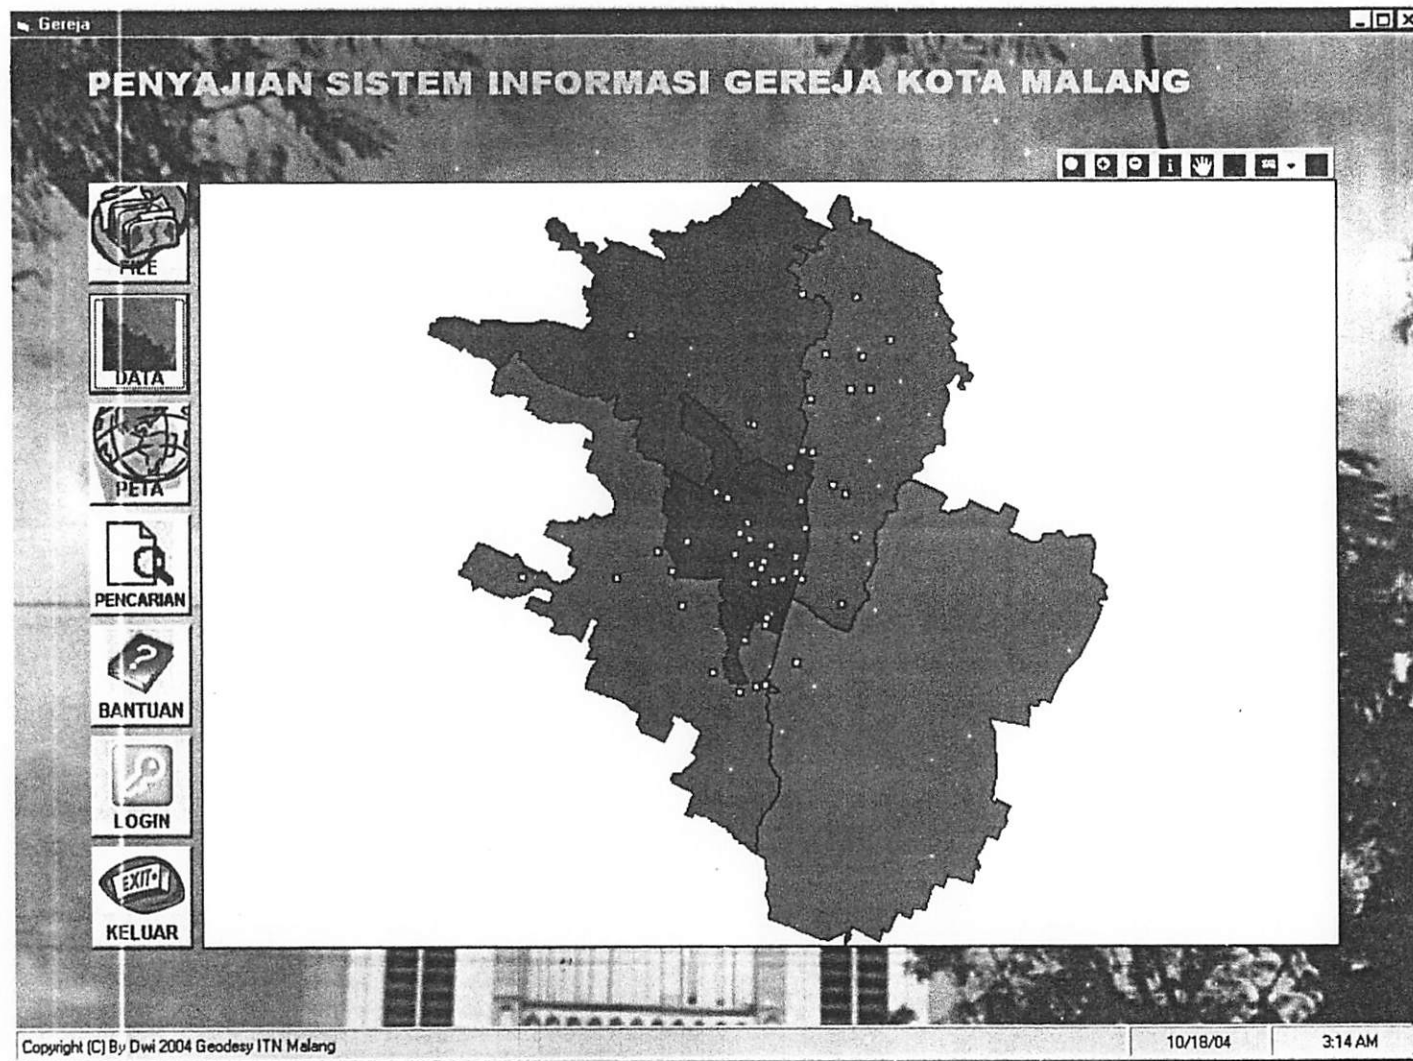 Gereja
PENYAJIAN SISTEM INFORMASI GEREJA KOTA MALANG
FILE
DATA
PETA
PENCARIAN
BANTUAN
LOGIN
EXIT
KELUAR
Copyright (C) By Dwi 2004 Geodesy ITN Malang
10/18/04
3:14 AM